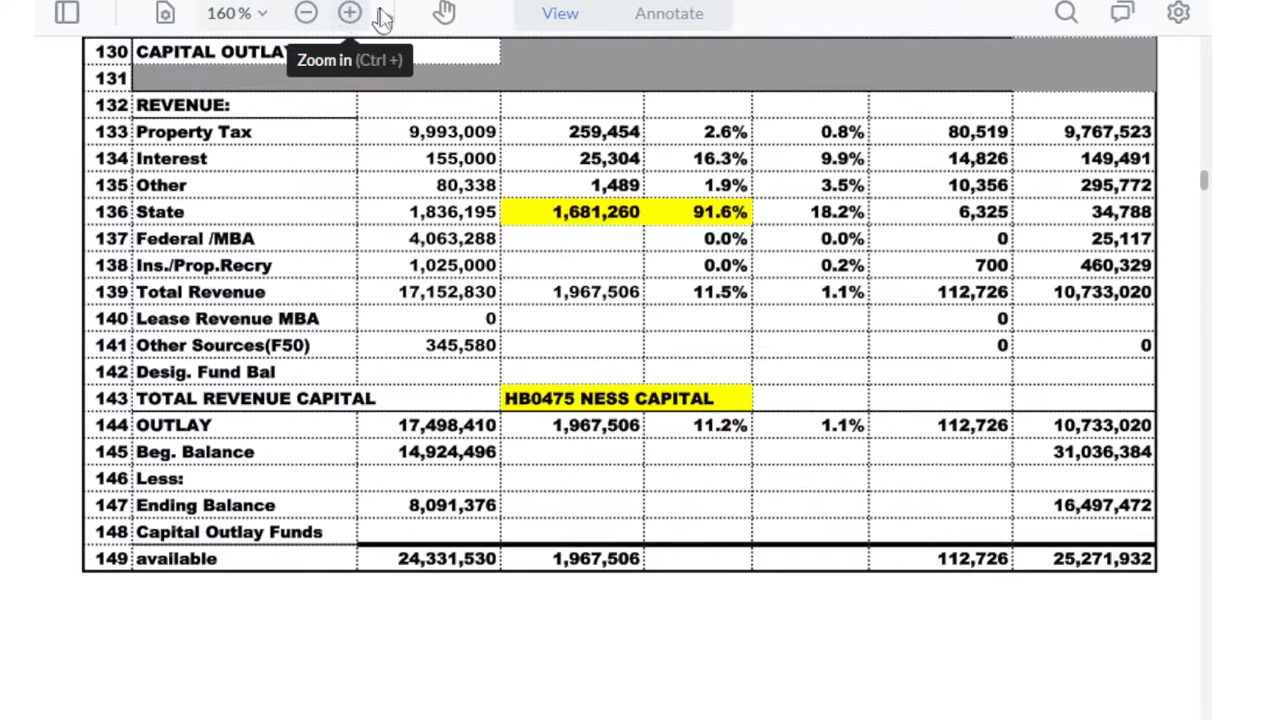 160 %
View
Annotate
130 CAPITAL OUTLAY
Zoom in (Ctrl +)
131
132 REVENUE:
133 Property Tax 9,993,009 259,454 2.6% 0.8% 80,519 9,767,523
134 Interest 155,000 25,304 16.3% 9.9% 14,826 149,491
135 Other 80,338 1,489 1.9% 3.5% 10,356 295,772
136 State 1,836,195 1,681,260 91.6% 18.2% 6,325 34,788
137 Federal /MBA 4,063,288 0.0% 0.0% 0 25,117
138 Ins./Prop.Recry 1,025,000 0.0% 0.2% 700 460,329
139 Total Revenue 17,152,830 1,967,506 11.5% 1.1% 112,726 10,733,020
140 Lease Revenue MBA 0 0
141 Other Sources(F50) 345,580 0 0
142 Desig. Fund Bal
143 TOTAL REVENUE CAPITAL HB0475 NESS CAPITAL
144 OUTLAY 17,498,410 1,967,506 11.2% 1.1% 112,726 10,733,020
145 Beg. Balance 14,924,496 31,036,384
146 Less:
147 Ending Balance 8,091,376 16,497,472
148 Capital Outlay Funds
149 available 24,331,530 1,967,506 112,726 25,271,932